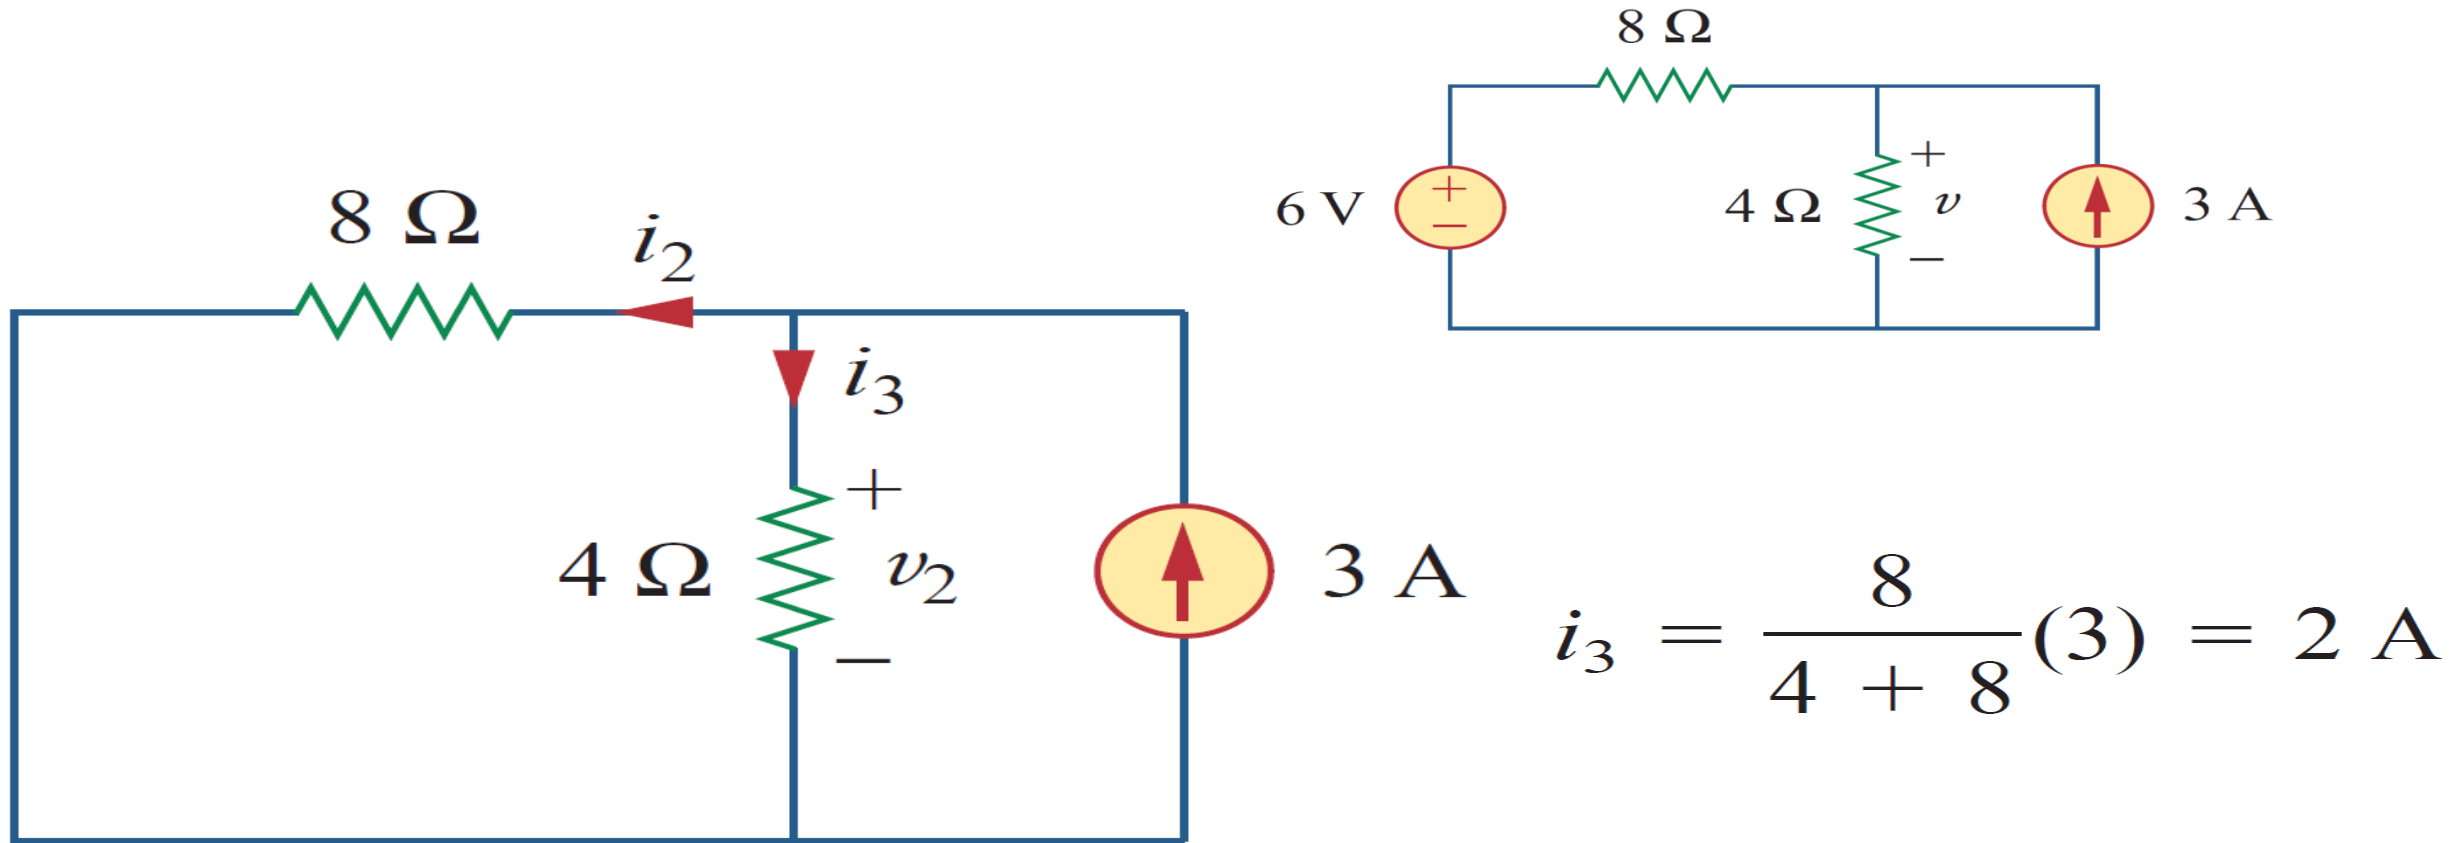 8 Ω
i₂
i₃
4 Ω
+
v₂
−
3 A
8 Ω
6 V
+
−
4 Ω
+
v
−
3 A
i₃ = 8/(4 + 8) (3) = 2 A